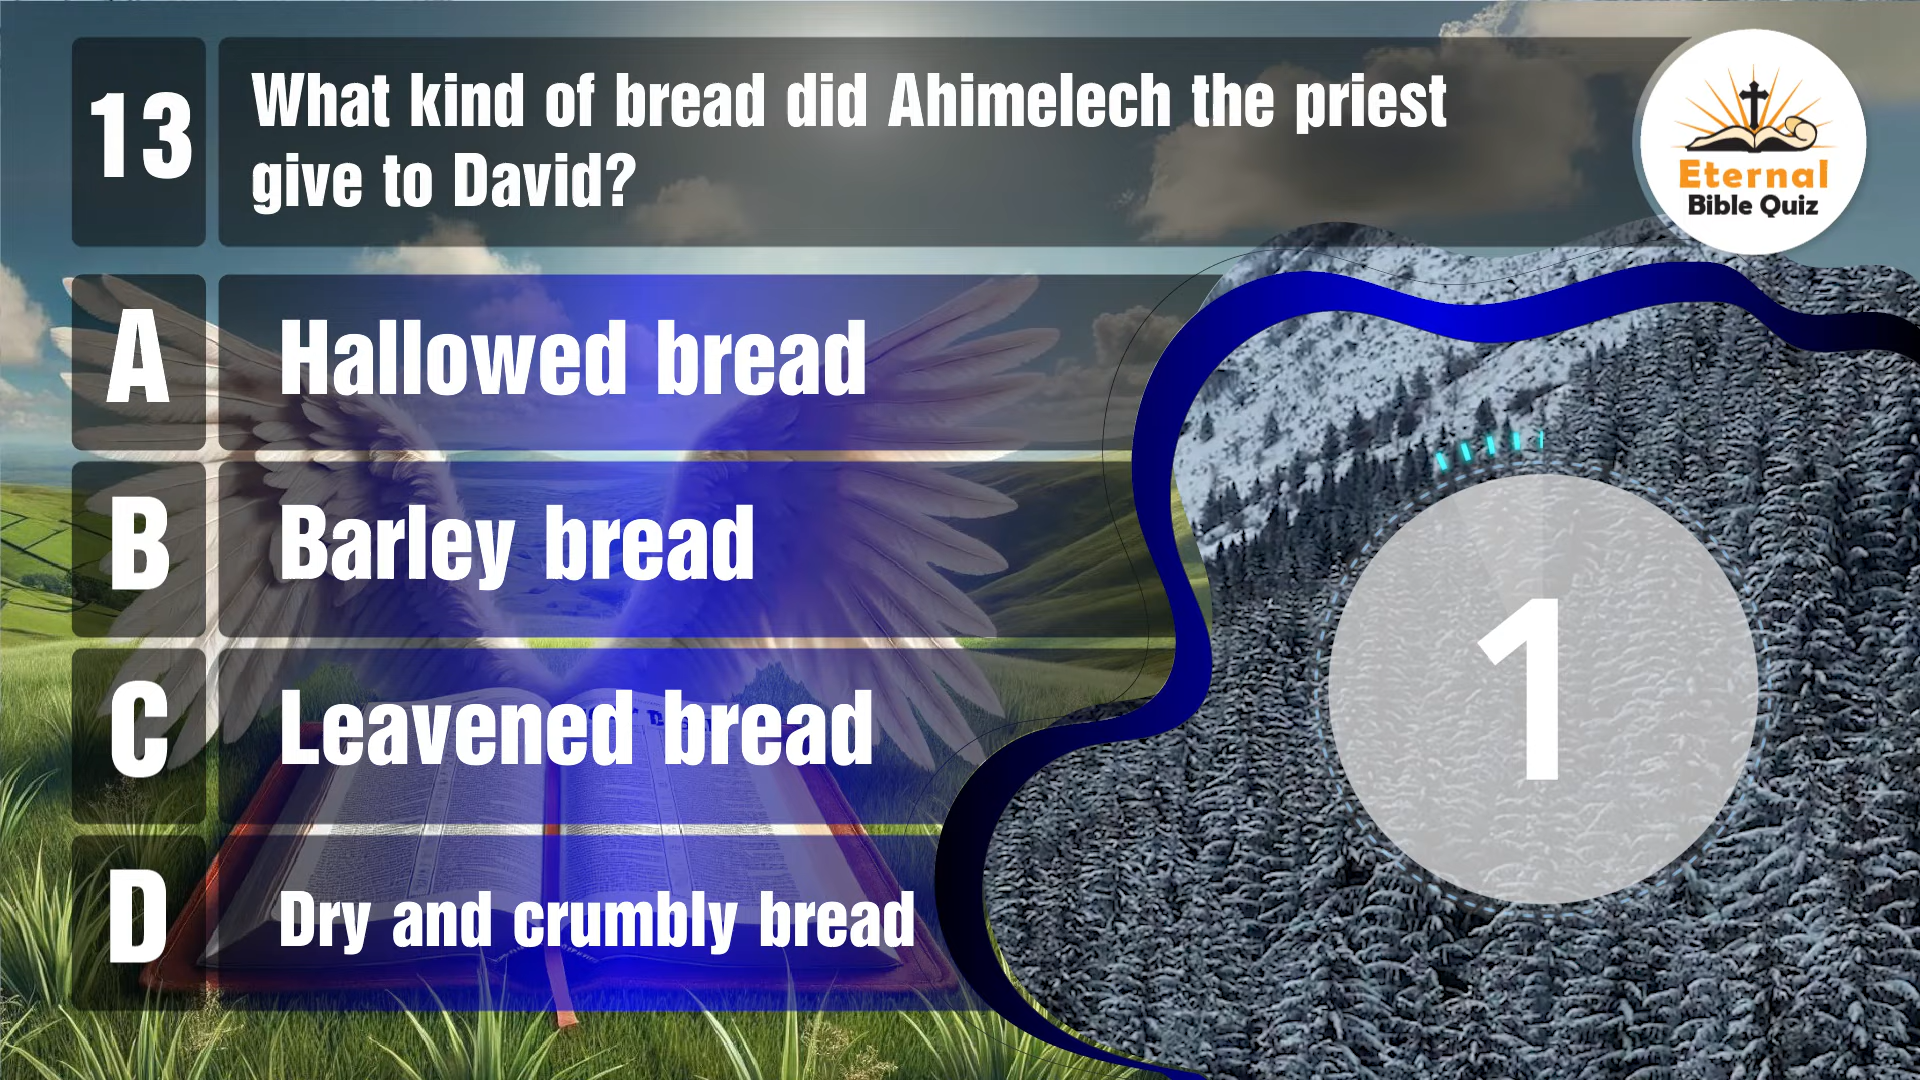 13
What kind of bread did Ahimelech the priest
give to David?
Eternal
Bible Quiz
A
Hallowed bread
B
Barley bread
C
Leavened bread
D
Dry and crumbly bread
1